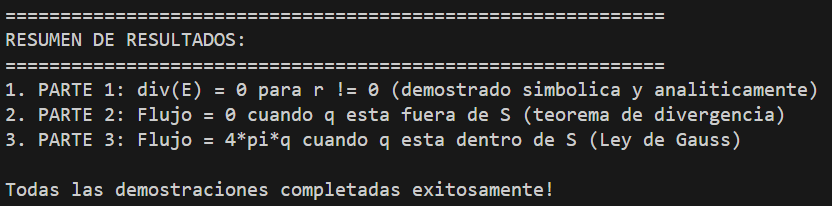 ============================================================
RESUMEN DE RESULTADOS:
============================================================
1. PARTE 1: div(E) = 0 para r != 0 (demostrado simbolica y analiticamente)
2. PARTE 2: Flujo = 0 cuando q esta fuera de S (teorema de divergencia)
3. PARTE 3: Flujo = 4*pi*q cuando q esta dentro de S (Ley de Gauss)
Todas las demostraciones completadas exitosamente!